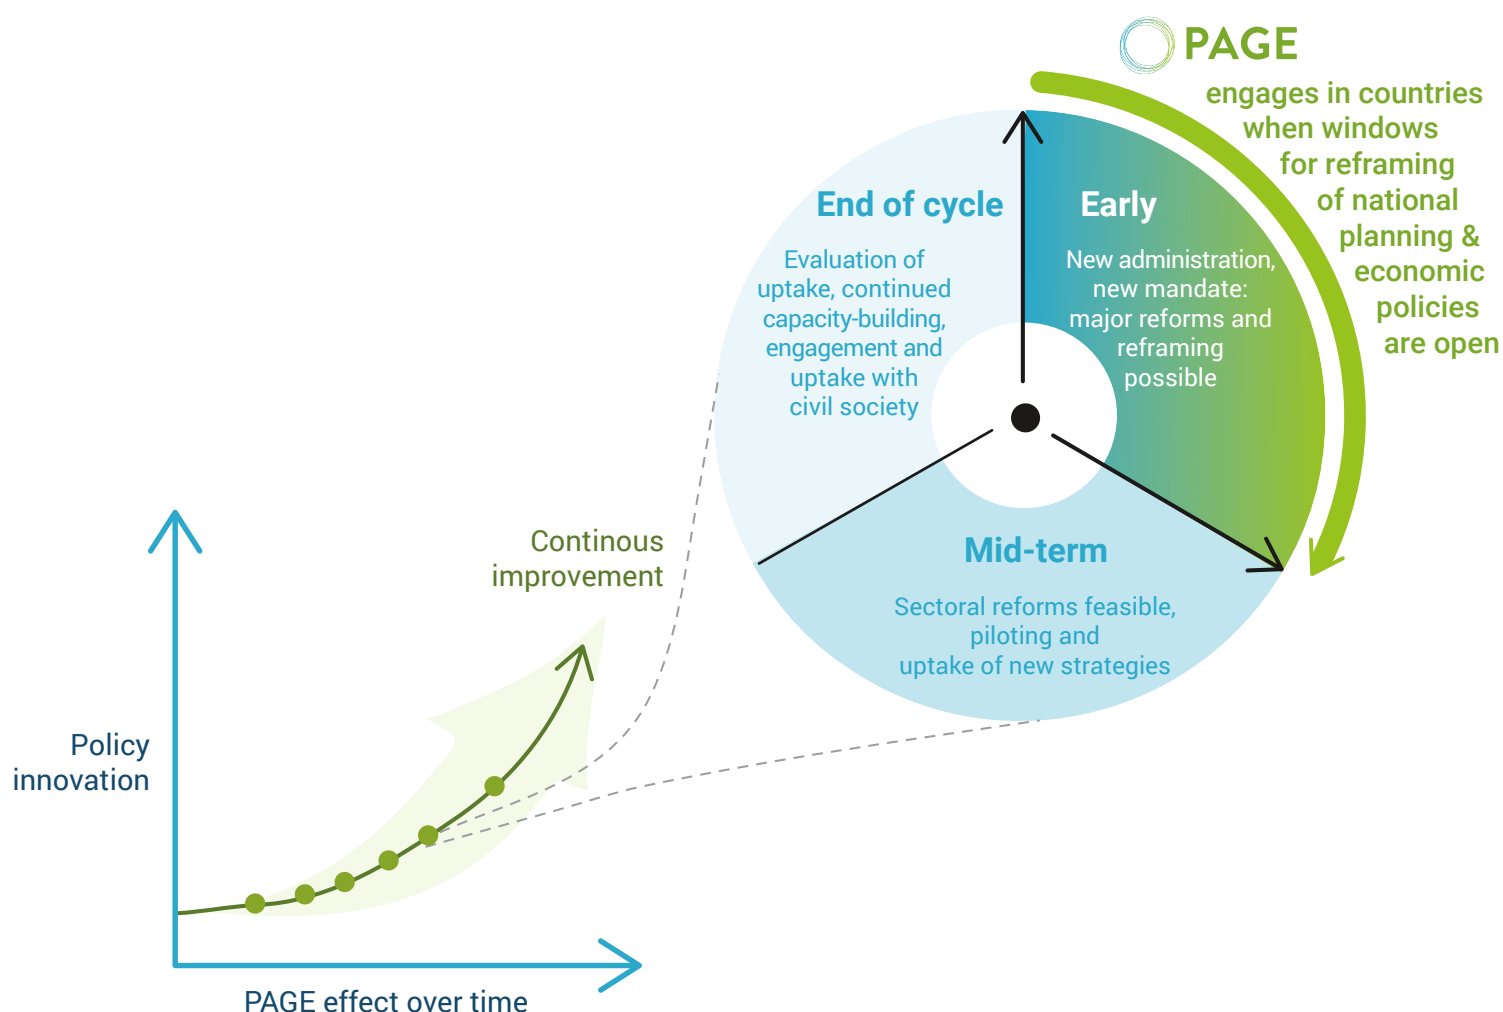 PAGE
engages in countries
when windows
for reframing
of national
planning &
economic
policies
are open
End of cycle
Evaluation of
uptake, continued
capacity-building,
engagement and
uptake with
civil society
Early
New administration,
new mandate:
major reforms and
reframing
possible
Mid-term
Sectoral reforms feasible,
piloting and
uptake of new strategies
Continous
improvement
Policy
innovation
PAGE effect over time